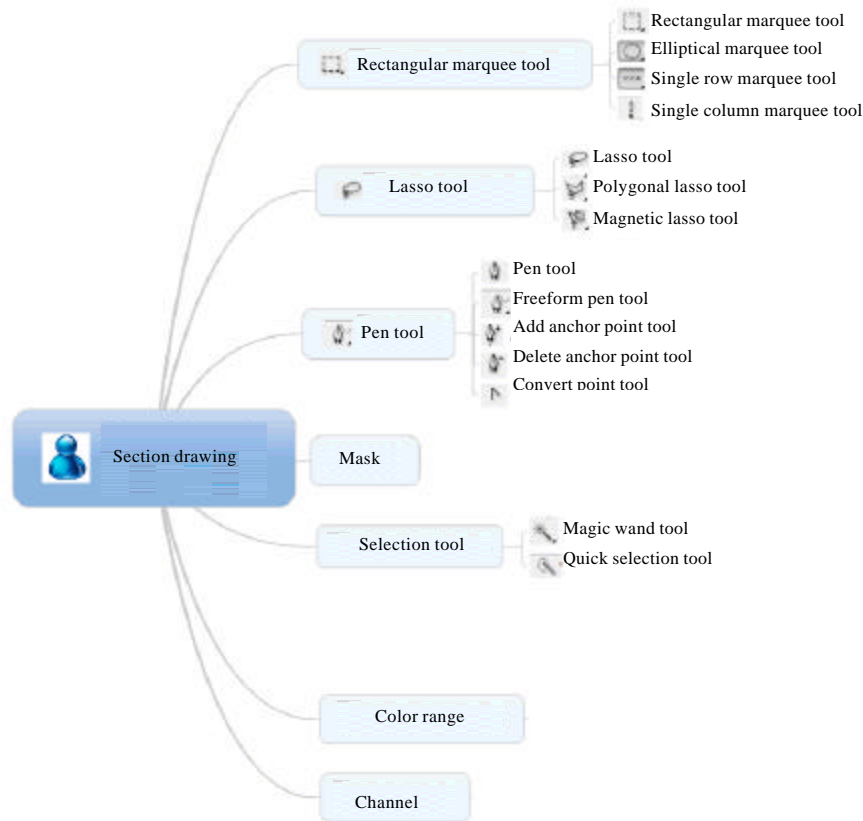 Rectangular marquee tool
Rectangular marquee tool
Elliptical marquee tool
Single row marquee tool
Single column marquee tool
Lasso tool
Lasso tool
Polygonal lasso tool
Magnetic lasso tool
Pen tool
Pen tool
Freeform pen tool
Add anchor point tool
Delete anchor point tool
Convert point tool
Section drawing
Mask
Selection tool
Magic wand tool
Quick selection tool
Color range
Channel